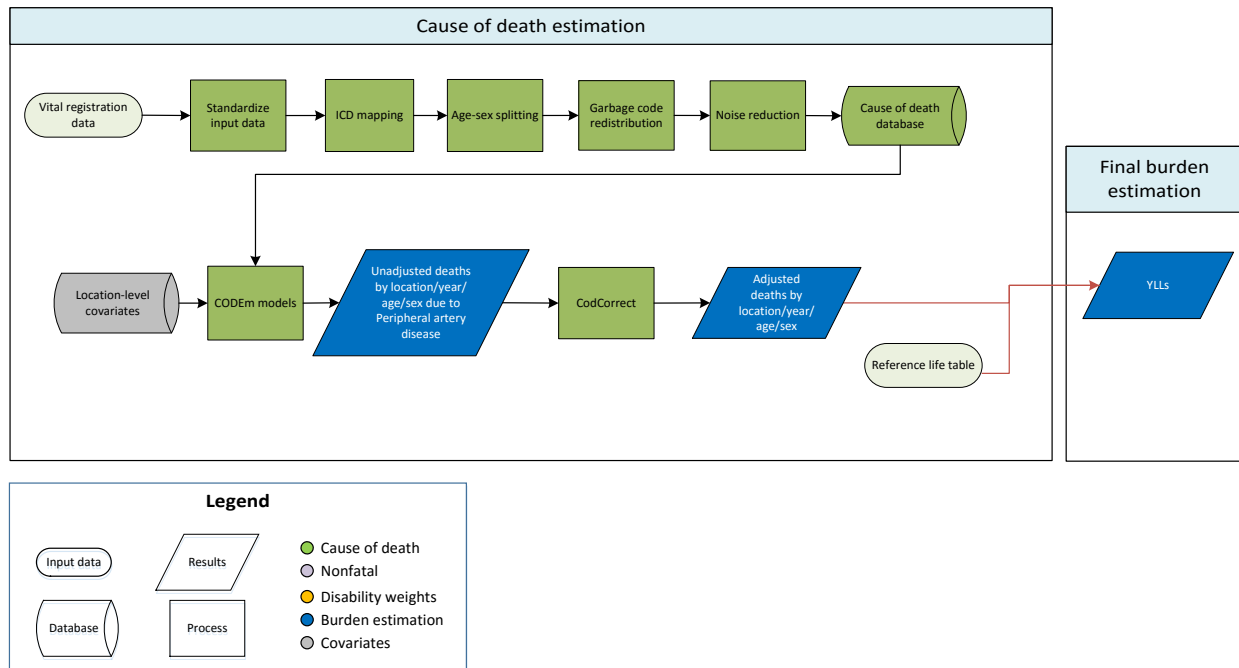 Cause of death estimation
Vital registration
data
Standardize
input data
ICD mapping
Age-sex splitting
Garbage code
redistribution
Noise reduction
Cause of death
database
Final burden
estimation
Location-level
covariates
CODEm models
Unadjusted deaths
by location/year/
age/sex due to
Peripheral artery
disease
CodCorrect
Adjusted
deaths by
location/year/
age/sex
Reference life table
YLLs
Legend
Input data
Results
Database
Process
Cause of death
Nonfatal
Disability weights
Burden estimation
Covariates